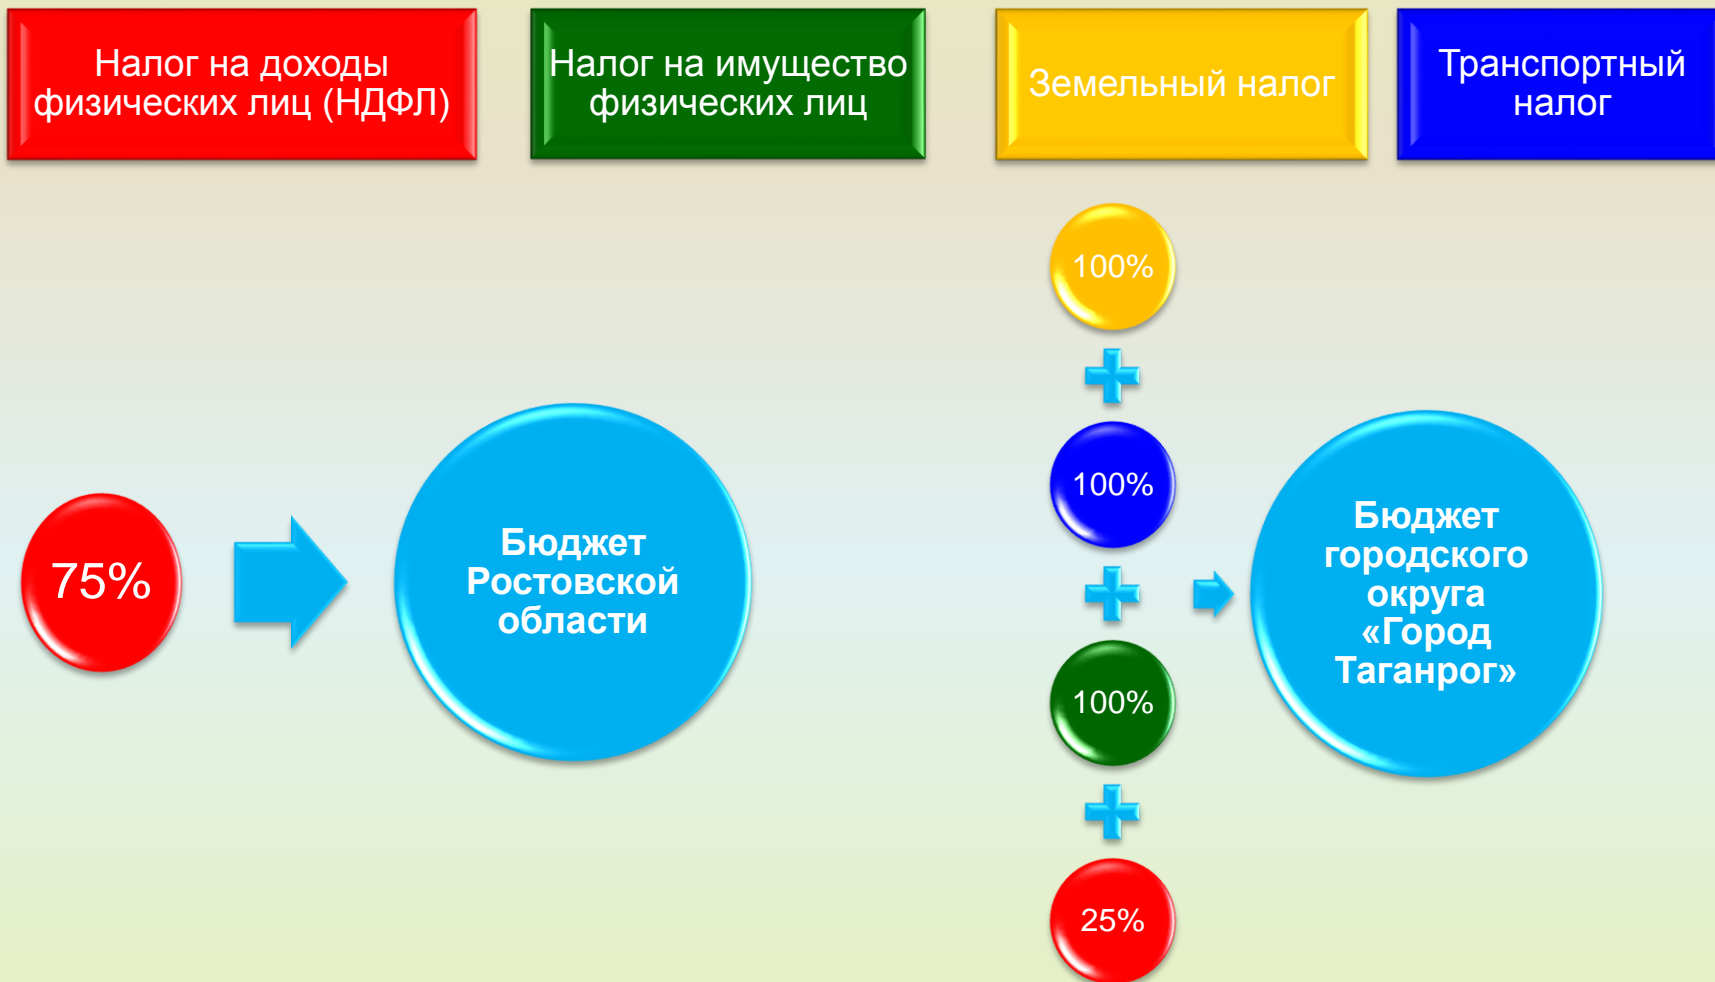 Налог на доходы
физических лиц (НДФЛ)
Налог на имущество
физических лиц
Земельный налог
Транспортный
налог
75%
Бюджет
Ростовской
области
100%
100%
100%
25%
Бюджет
городского
округа
«Город
Таганрог»